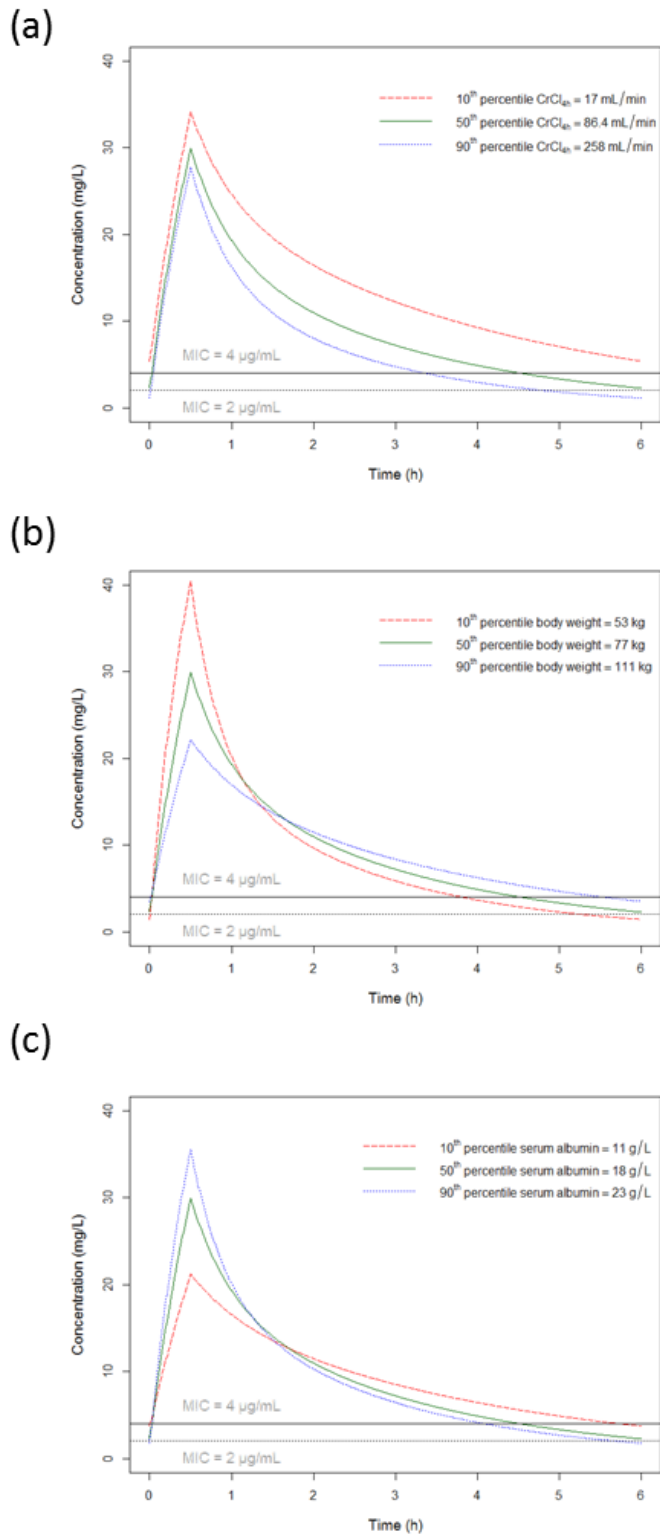 (a)
40
30
20
10
0
Concentration (mg/L)
10th percentile CrCl4h = 17 mL/min
50th percentile CrCl4h = 86.4 mL/min
90th percentile CrCl4h = 258 mL/min
MIC = 4 µg/mL
MIC = 2 µg/mL
0 1 2 3 4 5 6
Time (h)
(b)
40
30
20
10
0
Concentration (mg/L)
10th percentile body weight = 53 kg
50th percentile body weight = 77 kg
90th percentile body weight = 111 kg
MIC = 4 µg/mL
MIC = 2 µg/mL
0 1 2 3 4 5 6
Time (h)
(c)
40
30
20
10
0
Concentration (mg/L)
10th percentile serum albumin = 11 g/L
50th percentile serum albumin = 18 g/L
90th percentile serum albumin = 23 g/L
MIC = 4 µg/mL
MIC = 2 µg/mL
0 1 2 3 4 5 6
Time (h)